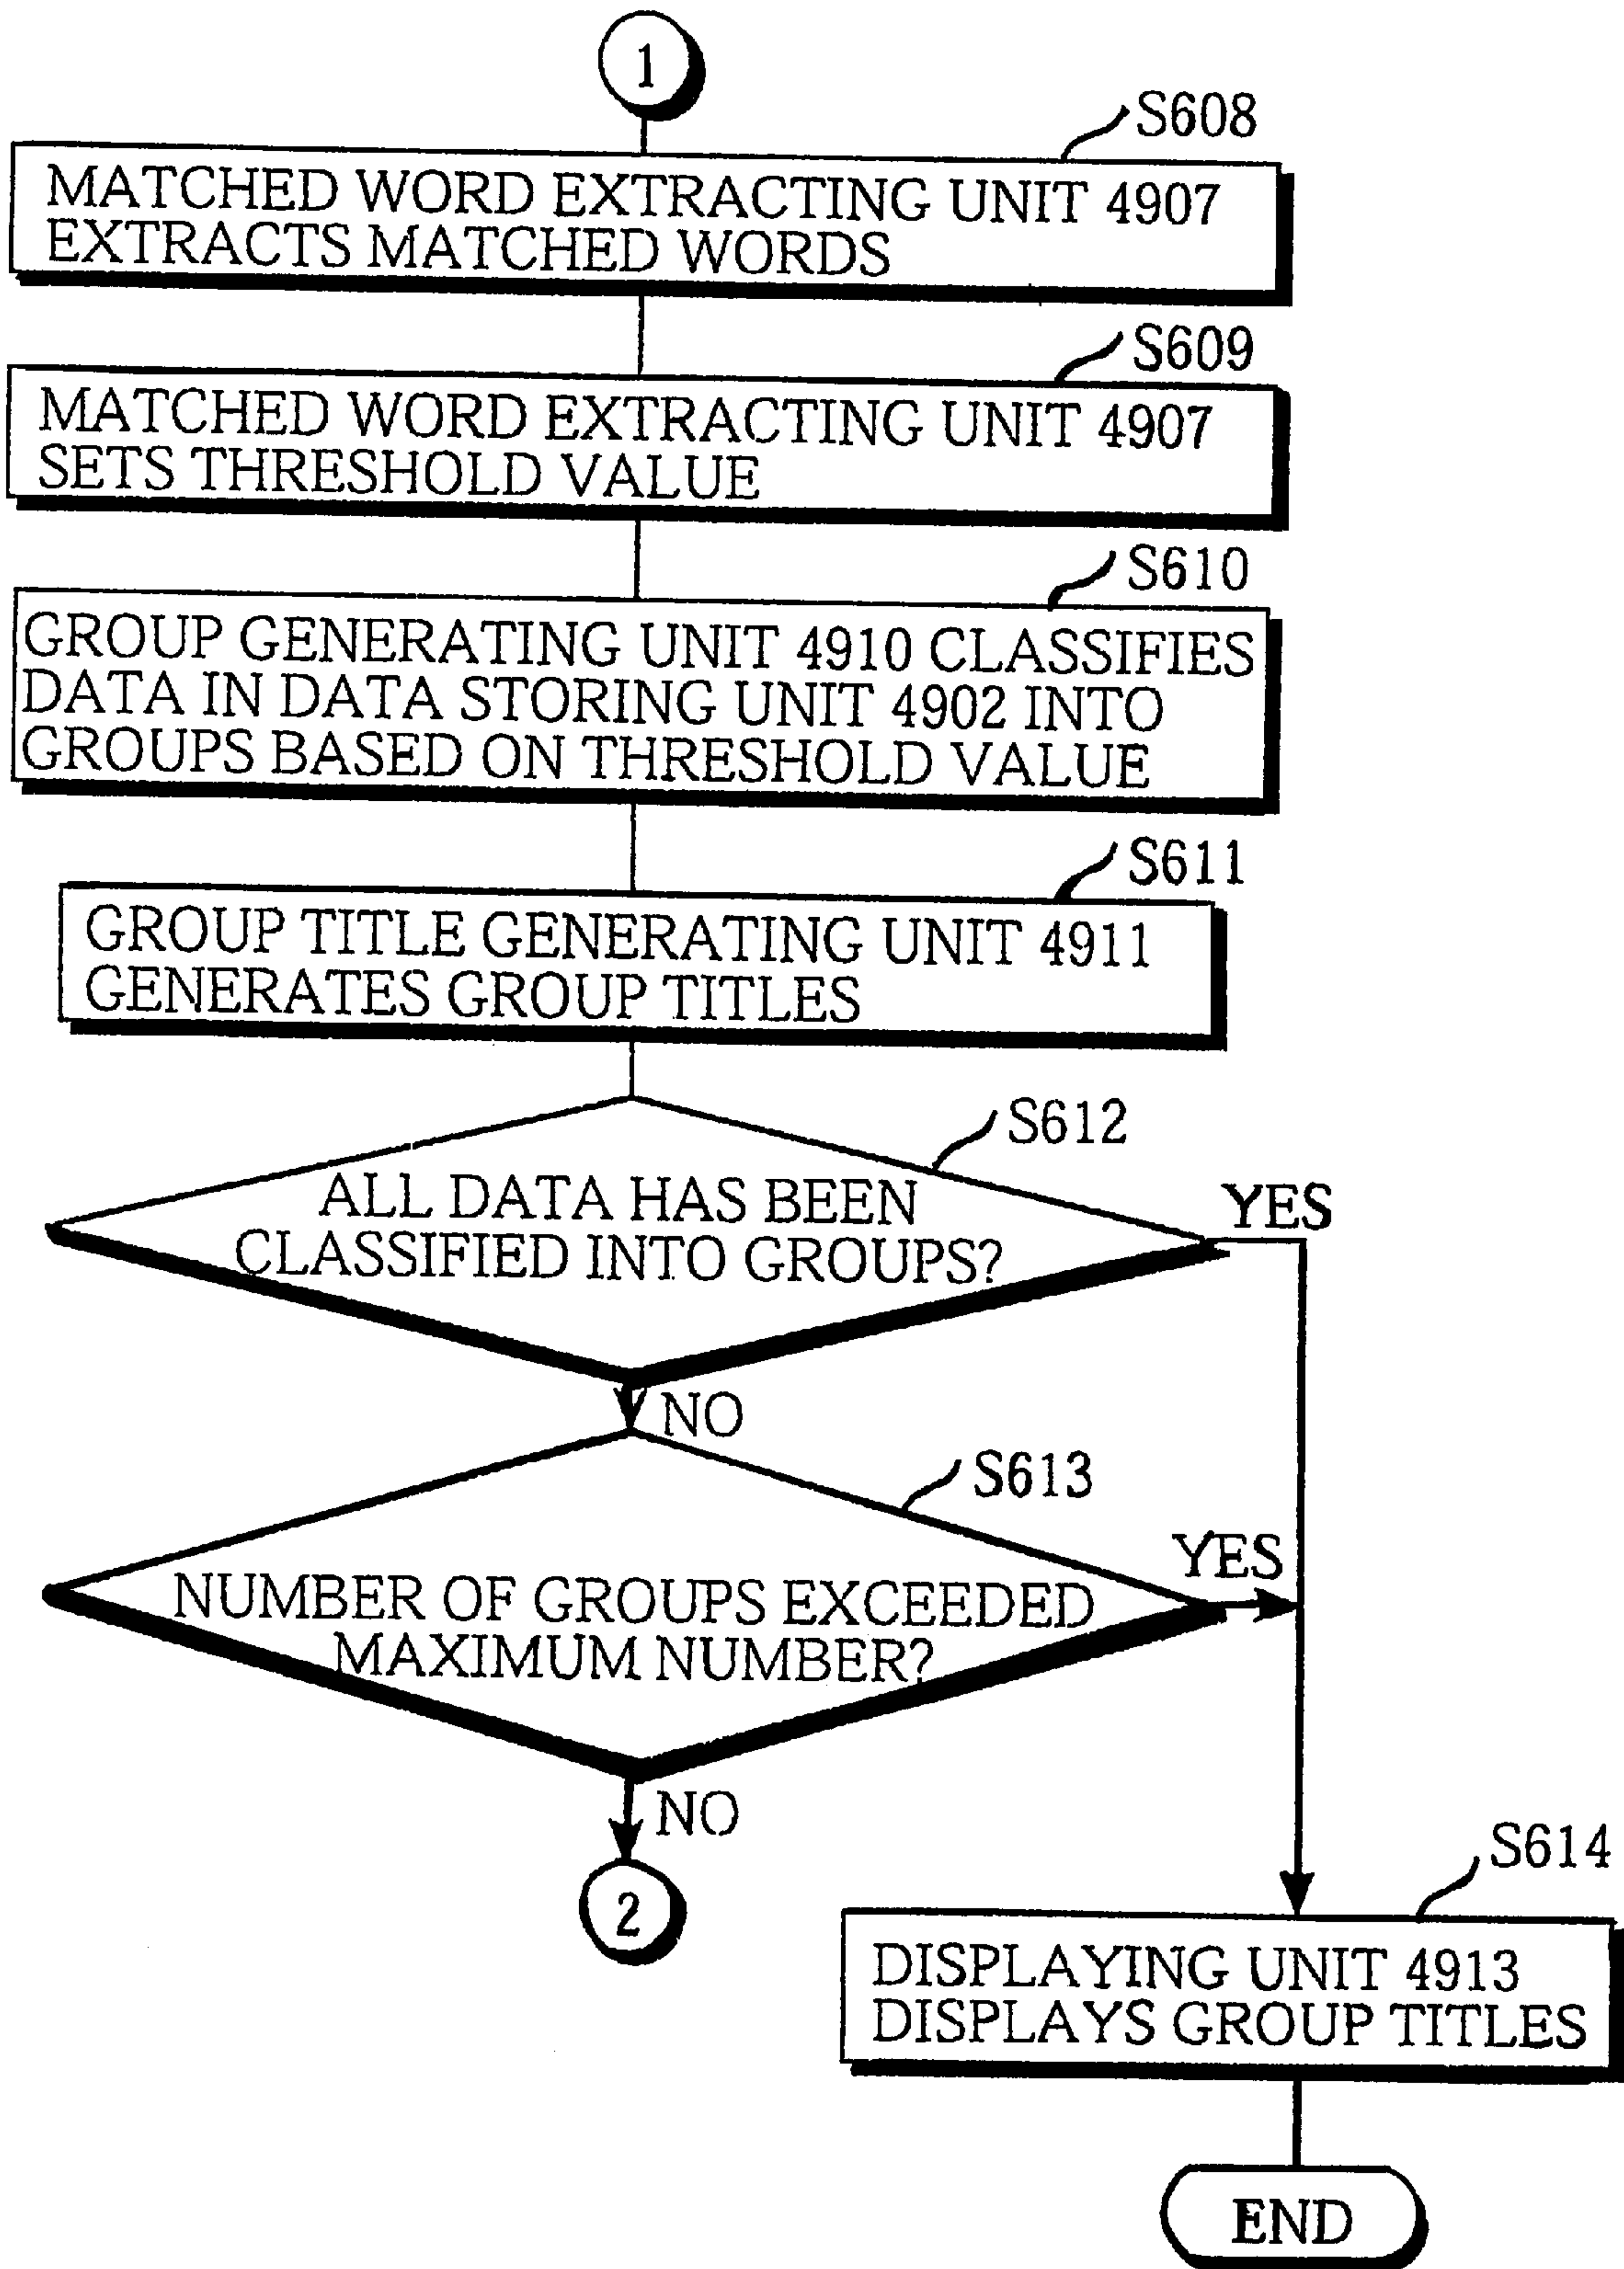 1
S608
MATCHED WORD EXTRACTING UNIT 4907
EXTRACTS MATCHED WORDS
S609
MATCHED WORD EXTRACTING UNIT 4907
SETS THRESHOLD VALUE
S610
GROUP GENERATING UNIT 4910 CLASSIFIES
DATA IN DATA STORING UNIT 4902 INTO
GROUPS BASED ON THRESHOLD VALUE
S611
GROUP TITLE GENERATING UNIT 4911
GENERATES GROUP TITLES
S612
ALL DATA HAS BEEN
CLASSIFIED INTO GROUPS?
YES
NO
S613
NUMBER OF GROUPS EXCEEDED
MAXIMUM NUMBER?
YES
NO
2
S614
DISPLAYING UNIT 4913
DISPLAYS GROUP TITLES
END